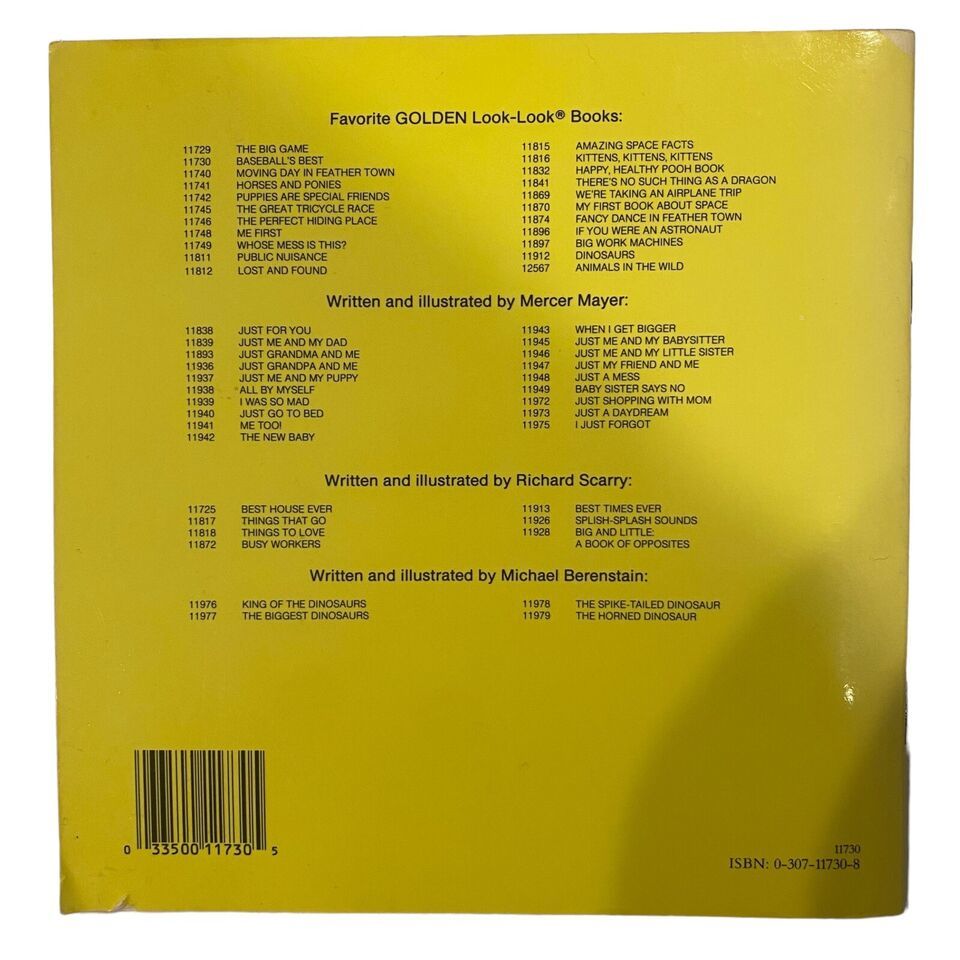 Favorite GOLDEN Look-Look® Books:
11729 THE BIG GAME
11730 BASEBALL'S BEST
11740 MOVING DAY IN FEATHER TOWN
11741 HORSES AND PONIES
11742 PUPPIES ARE SPECIAL FRIENDS
11745 THE GREAT TRICYCLE RACE
11746 THE PERFECT HIDING PLACE
11748 ME FIRST
11749 WHOSE MESS IS THIS?
11811 PUBLIC NUISANCE
11812 LOST AND FOUND
11815 AMAZING SPACE FACTS
11816 KITTENS, KITTENS, KITTENS
11832 HAPPY, HEALTHY POOH BOOK
11841 THERE'S NO SUCH THING AS A DRAGON
11869 WE'RE TAKING AN AIRPLANE TRIP
11870 MY FIRST BOOK ABOUT SPACE
11874 FANCY DANCE IN FEATHER TOWN
11896 IF YOU WERE AN ASTRONAUT
11897 BIG WORK MACHINES
11912 DINOSAURS
12567 ANIMALS IN THE WILD
Written and illustrated by Mercer Mayer:
11838 JUST FOR YOU
11839 JUST ME AND MY DAD
11893 JUST GRANDMA AND ME
11936 JUST GRANDPA AND ME
11937 JUST ME AND MY PUPPY
11938 ALL BY MYSELF
11939 I WAS SO MAD
11940 JUST GO TO BED
11941 ME TOO!
11942 THE NEW BABY
11943 WHEN I GET BIGGER
11945 JUST ME AND MY BABYSITTER
11946 JUST ME AND MY LITTLE SISTER
11947 JUST MY FRIEND AND ME
11948 JUST A MESS
11949 BABY SISTER SAYS NO
11972 JUST SHOPPING WITH MOM
11973 JUST A DAYDREAM
11975 I JUST FORGOT
Written and illustrated by Richard Scarry:
11725 BEST HOUSE EVER
11817 THINGS THAT GO
11818 THINGS TO LOVE
11872 BUSY WORKERS
11913 BEST TIMES EVER
11926 SPLISH-SPLASH SOUNDS
11928 BIG AND LITTLE:
A BOOK OF OPPOSITES
Written and illustrated by Michael Berenstain:
11976 KING OF THE DINOSAURS
11977 THE BIGGEST DINOSAURS
11978 THE SPIKE-TAILED DINOSAUR
11979 THE HORNED DINOSAUR
0 33500 11730 5
11730
ISBN: 0-307-11730-8